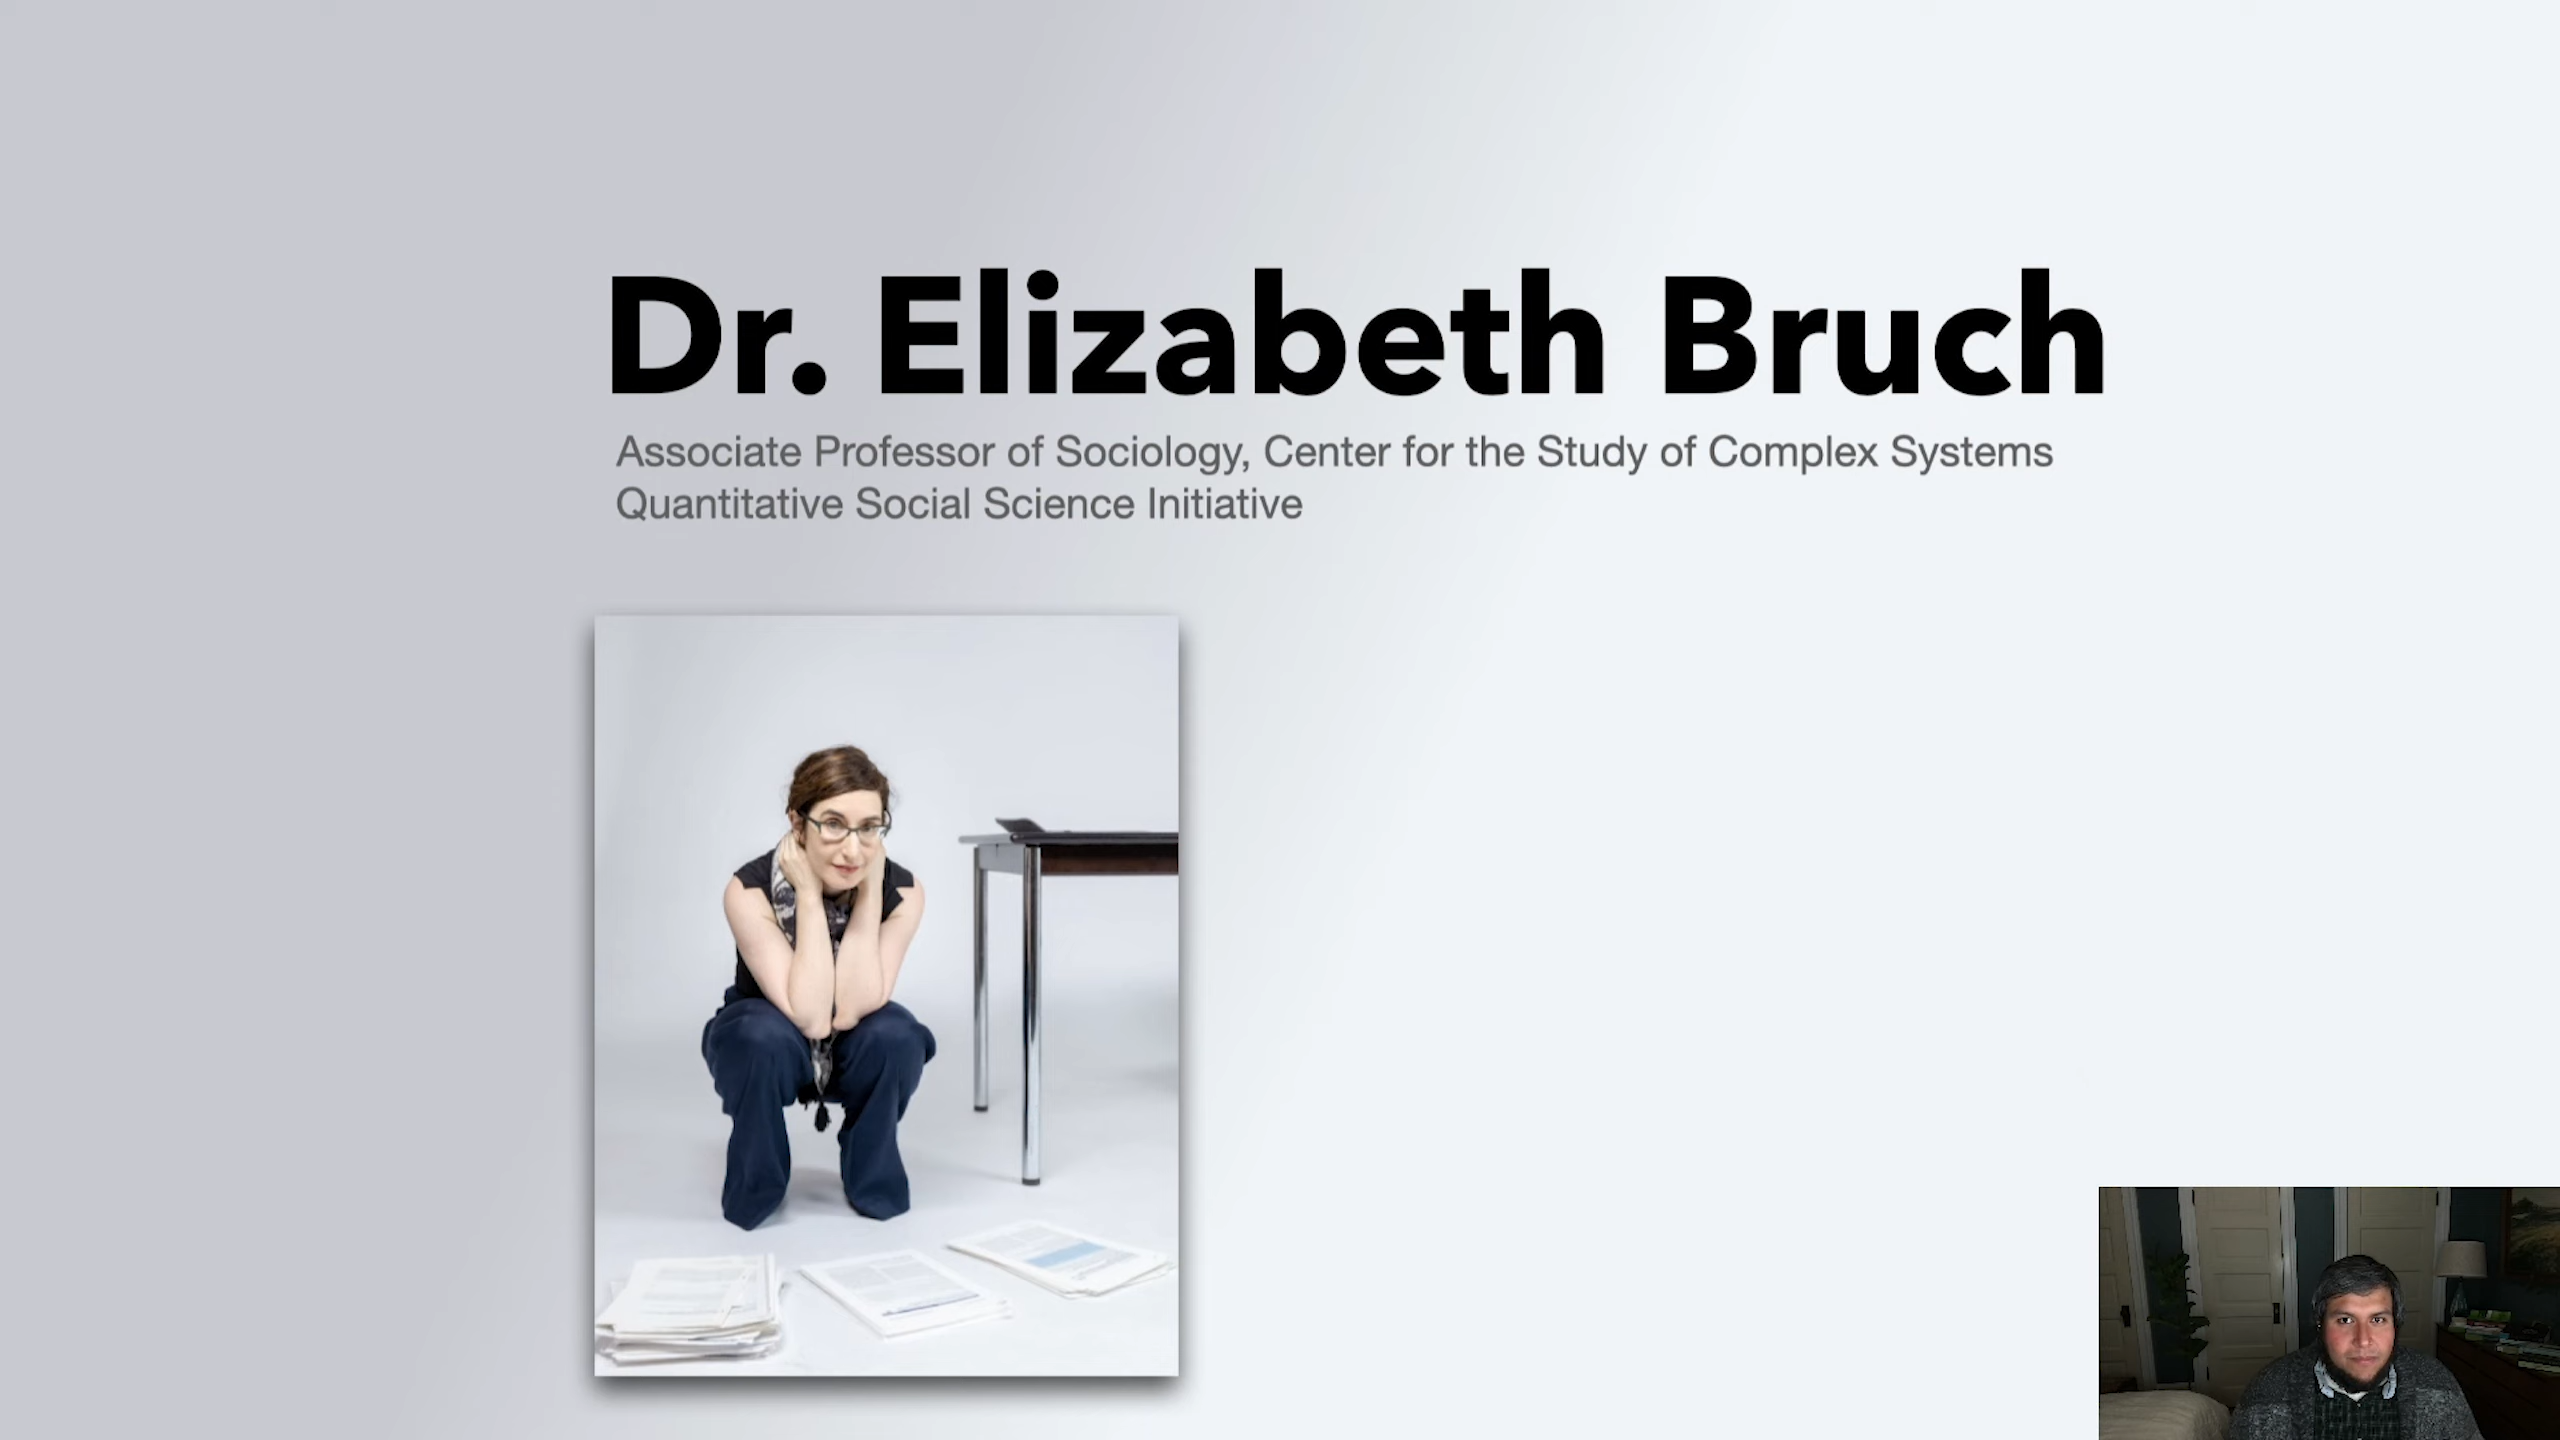 Dr. Elizabeth Bruch
Associate Professor of Sociology, Center for the Study of Complex Systems
Quantitative Social Science Initiative